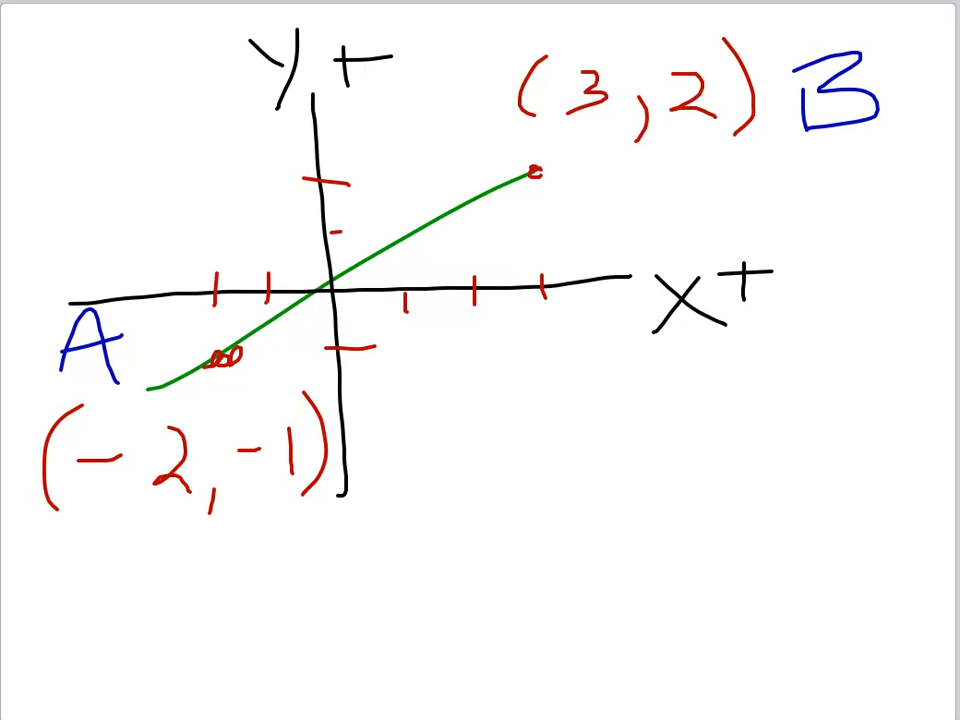 y +
(3, 2) B
x +
A
(-2, -1)